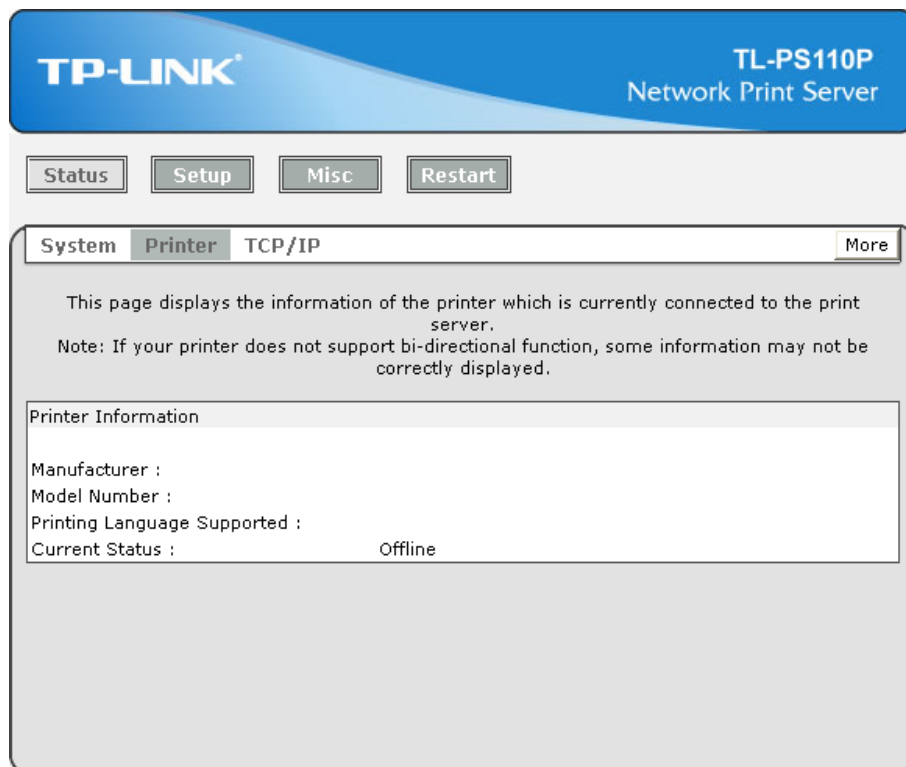 TP-LINK
TL-PS110P
Network Print Server
Status Setup Misc Restart
System Printer TCP/IP More
This page displays the information of the printer which is currently connected to the print
server.
Note: If your printer does not support bi-directional function, some information may not be
correctly displayed.
Printer Information
Manufacturer :
Model Number :
Printing Language Supported :
Current Status : Offline